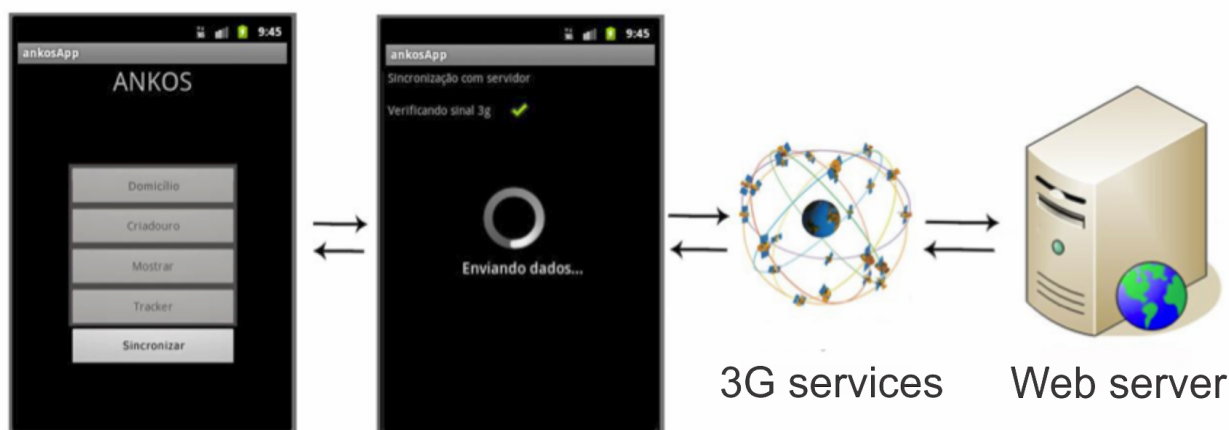 9:45
ankosApp
ANKOS
Domicílio
Criadouro
Mostrar
Tracker
Sincronizar
9:45
ankosApp
Sincronização com servidor
Verificando sinal 3g
Enviando dados...
3G services
Web server